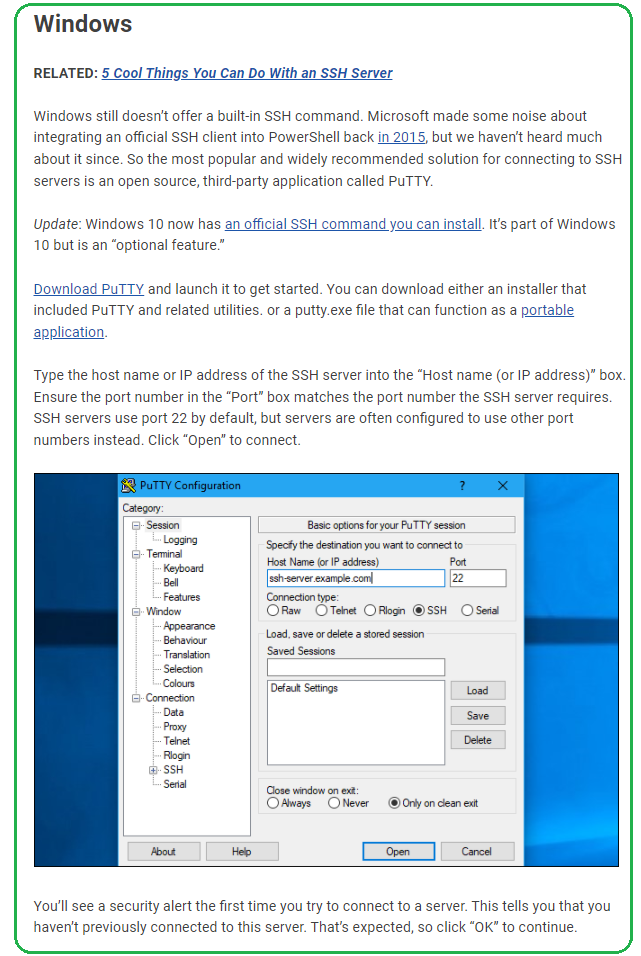 Windows
RELATED: 5 Cool Things You Can Do With an SSH Server
Windows still doesn’t offer a built-in SSH command. Microsoft made some noise about
integrating an official SSH client into PowerShell back in 2015, but we haven’t heard much
about it since. So the most popular and widely recommended solution for connecting to SSH
servers is an open source, third-party application called PuTTY.
Update: Windows 10 now has an official SSH command you can install. It’s part of Windows
10 but is an “optional feature.”
Download PuTTY and launch it to get started. You can download either an installer that
included PuTTY and related utilities. or a putty.exe file that can function as a portable
application.
Type the host name or IP address of the SSH server into the “Host name (or IP address)” box.
Ensure the port number in the “Port” box matches the port number the SSH server requires.
SSH servers use port 22 by default, but servers are often configured to use other port
numbers instead. Click “Open” to connect.
PuTTY Configuration ?
Category:
Session
Logging
Terminal
Keyboard
Bell
Features
Window
Appearance
Behaviour
Translation
Selection
Colours
Connection
Data
Proxy
Telnet
Rlogin
SSH
Serial
Basic options for your PuTTY session
Specify the destination you want to connect to
Host Name (or IP address) Port
ssh-server.example.com 22
Connection type:
Raw Telnet Rlogin SSH Serial
Load, save or delete a stored session
Saved Sessions
Default Settings
Load
Save
Delete
Close window on exit:
Always Never Only on clean exit
About Help Open Cancel
You’ll see a security alert the first time you try to connect to a server. This tells you that you
haven’t previously connected to this server. That’s expected, so click “OK” to continue.